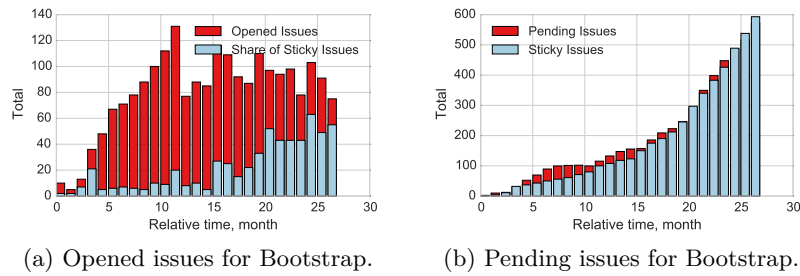 140
120
100
80
60
40
20
0
Total
Opened Issues
Share of Sticky Issues
0 5 10 15 20 25 30
Relative time, month
(a) Opened issues for Bootstrap.
600
500
400
300
200
100
0
Total
Pending Issues
Sticky Issues
0 5 10 15 20 25 30
Relative time, month
(b) Pending issues for Bootstrap.